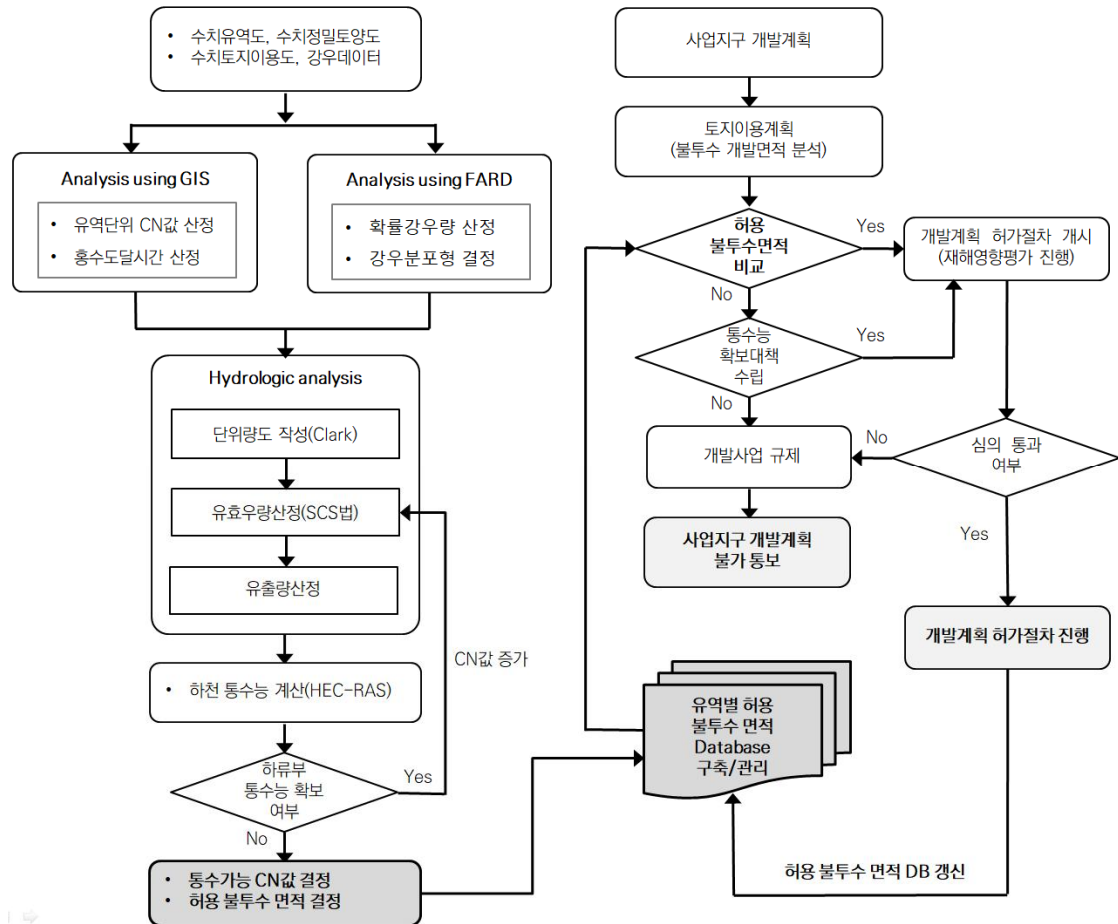 • 수치유역도, 수치정밀토양도
• 수치토지이용도, 강우데이터
Analysis using GIS
• 유역단위 CN값 산정
• 홍수도달시간 산정
Analysis using FARD
• 확률강우량 산정
• 강우분포형 결정
Hydrologic analysis
단위량도 작성(Clark)
유효우량산정(SCS법)
유출량산정
CN값 증가
• 하천 통수능 계산(HEC-RAS)
하류부
통수능 확보
여부
Yes
No
• 통수가능 CN값 결정
• 허용 불투수 면적 결정
사업지구 개발계획
토지이용계획
(불투수 개발면적 분석)
허용
불투수면적
비교
Yes
No
개발계획 허가절차 개시
(재해영향평가 진행)
통수능
확보대책
수립
Yes
No
개발사업 규제
No
심의 통과
여부
Yes
사업지구 개발계획
불가 통보
개발계획 허가절차 진행
유역별 허용
불투수 면적
Database
구축/관리
허용 불투수 면적 DB 갱신